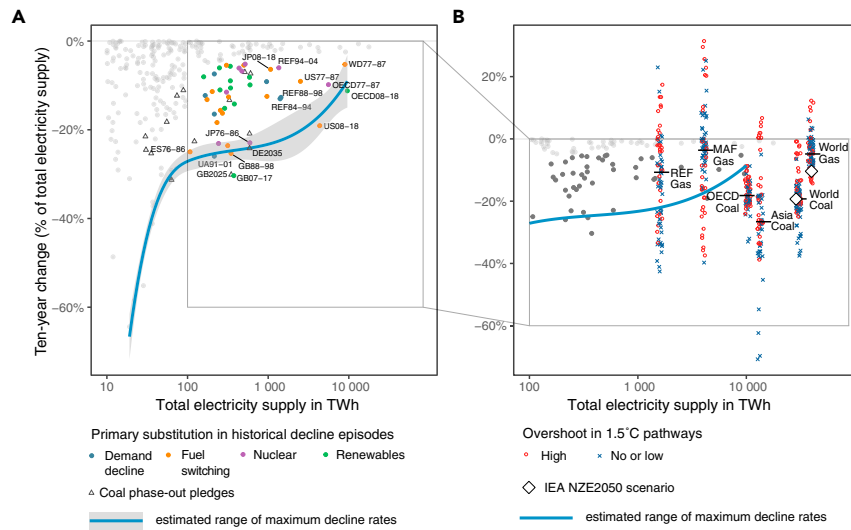 A
B
0%
−20%
−40%
−60%
Ten-year change (% of total electricity supply)
JP08−18
REF94−04
WD77−87
US77−87
OECD77−87
OECD08−18
REF88−98
REF84−94
US08−18
JP76−86
ES76−86
DE2035
UA91−01
GB88−98
GB2025
GB07−17
10
100
1 000
10 000
Total electricity supply in TWh
20%
0%
−20%
−40%
−60%
REF
Gas
MAF
Gas
World
Gas
OECD
Coal
World
Coal
Asia
Coal
100
1 000
10 000
Total electricity supply in TWh
Primary substitution in historical decline episodes
Demand
decline
Fuel
switching
Nuclear
Renewables
Coal phase-out pledges
estimated range of maximum decline rates
Overshoot in 1.5˚C pathways
High
No or low
IEA NZE2050 scenario
estimated range of maximum decline rates